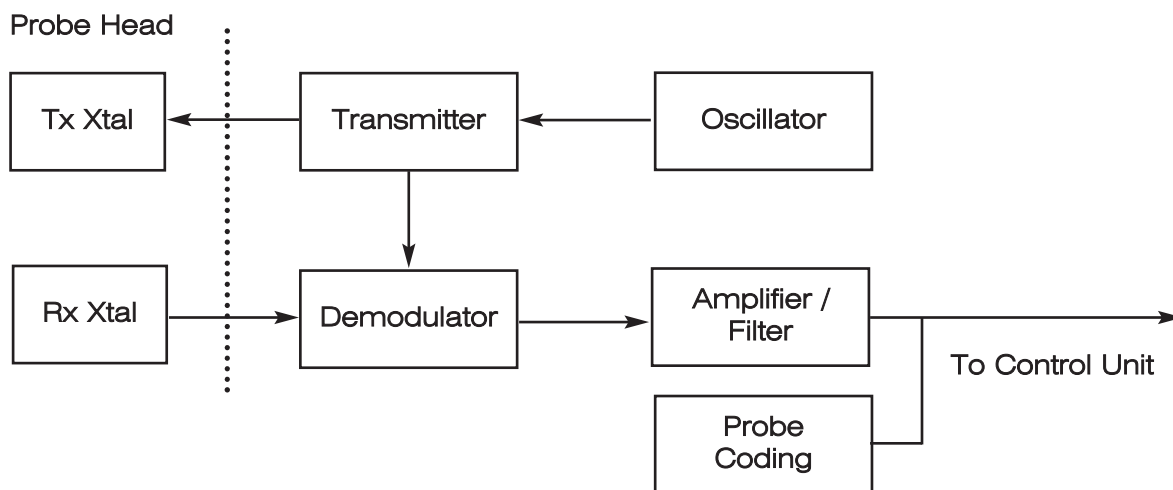 Probe Head
Tx Xtal
Transmitter
Oscillator
Rx Xtal
Demodulator
Amplifier /
Filter
To Control Unit
Probe
Coding